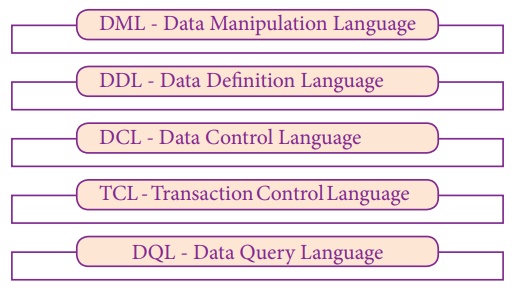 DML - Data Manipulation Language
DDL - Data Definition Language
DCL - Data Control Language
TCL - Transaction Control Language
DQL - Data Query Language